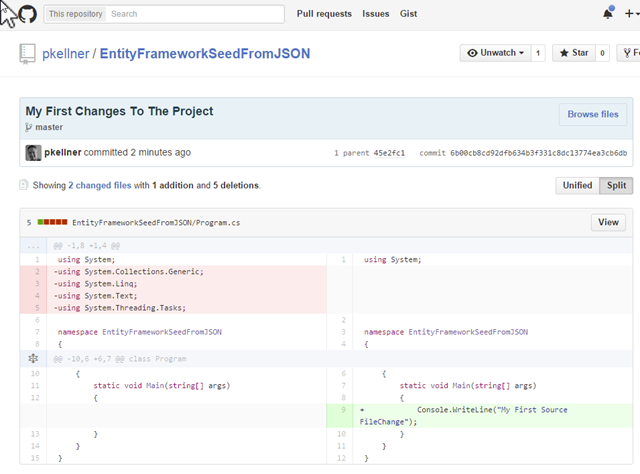 This repository Search Pull requests Issues Gist
pkellner / EntityFrameworkSeedFromJSON Unwatch 1 Star 0
My First Changes To The Project Browse files
master
pkellner committed 2 minutes ago 1 parent 45e2fc1 commit 6b00cb8cd92dfb634b3f331c8dc13774ea3cb6db
Showing 2 changed files with 1 addition and 5 deletions. Unified Split
5 EntityFrameworkSeedFromJSON/Program.cs View
... @@ -1,8 +1,4 @@
1 using System; 1 using System;
2 -using System.Collections.Generic;
3 -using System.Linq;
4 -using System.Text;
5 -using System.Threading.Tasks;
6 2
7 namespace EntityFrameworkSeedFromJSON 3 namespace EntityFrameworkSeedFromJSON
8 { 4 {
@@ -10,6 +6,7 @@ class Program
10 { 6 {
11 static void Main(string[] args) 7 static void Main(string[] args)
12 { 8 {
9 + Console.WriteLine("My First Source
FileChange");
13 } 10 }
14 } 11 }
15 } 12 }